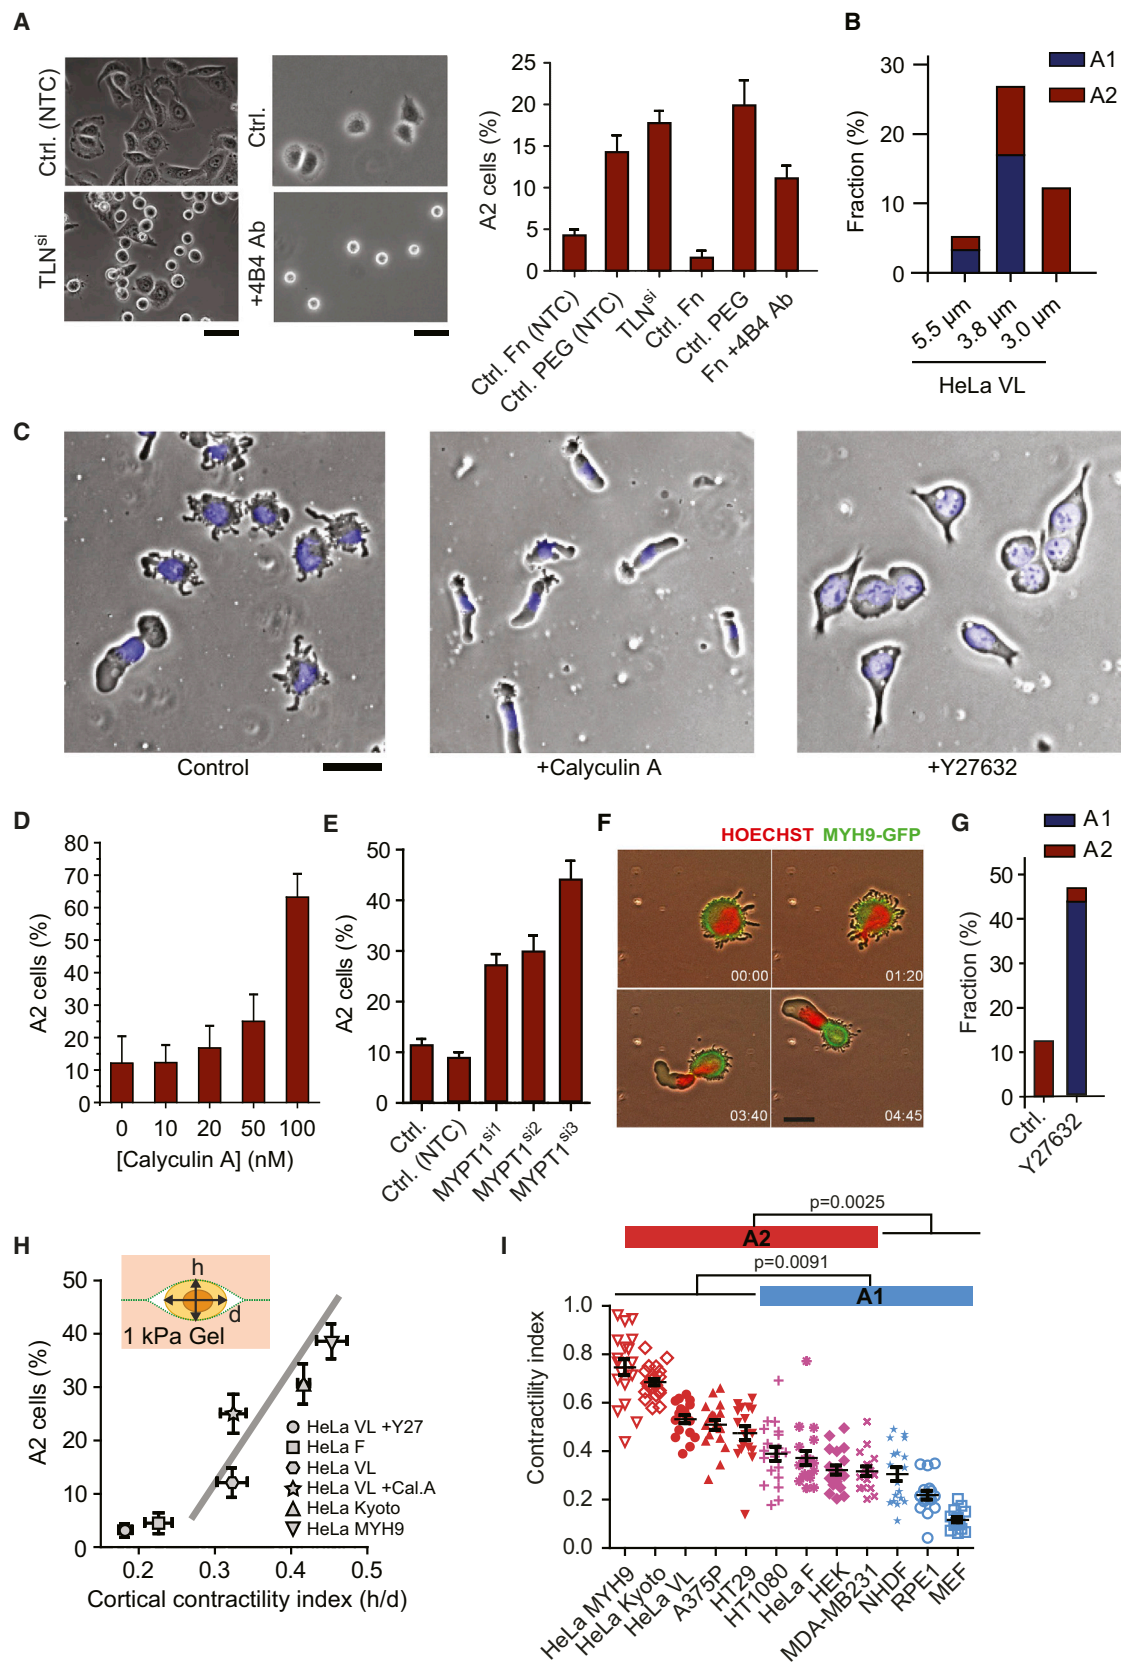 A
Ctrl. (NTC)
Ctrl.
TLNsi
+4B4 Ab
A2 cells (%)
25
20
15
10
5
0
Ctrl. Fn (NTC)
Ctrl. PEG (NTC)
TLNsi
Ctrl. Fn
Ctrl. PEG
Fn +4B4 Ab
B
A1
A2
Fraction (%)
30
20
10
0
5.5 µm
3.8 µm
3.0 µm
HeLa VL
C
Control
+Calyculin A
+Y27632
D
A2 cells (%)
80
70
60
50
40
30
20
10
0
0 10 20 50 100
[Calyculin A] (nM)
E
A2 cells (%)
50
40
30
20
10
0
Ctrl.
Ctrl. (NTC)
MYPT1si1
MYPT1si2
MYPT1si3
F
HOECHST MYH9-GFP
00:00
01:20
03:40
04:45
G
A1
A2
Fraction (%)
50
40
30
20
10
0
Ctrl.
Y27632
H
A2 cells (%)
50
40
30
20
10
0
h
d
1 kPa Gel
HeLa VL +Y27
HeLa F
HeLa VL
HeLa VL +Cal.A
HeLa Kyoto
HeLa MYH9
0.2 0.3 0.4 0.5
Cortical contractility index (h/d)
I
p=0.0025
A2
p=0.0091
A1
Contractility index
1.0
0.8
0.6
0.4
0.2
0.0
HeLa MYH9
HeLa Kyoto
HeLa VL
A375P
HT29
HT1080
HeLa F
HEK
MDA-MB231
NHDF
RPE1
MEF